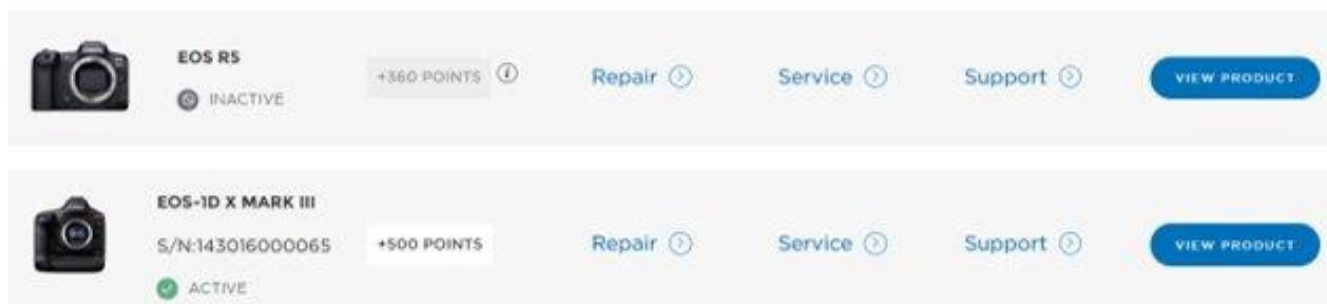 EOS R5
INACTIVE
+360 POINTS
Repair
Service
Support
VIEW PRODUCT
EOS-1D X MARK III
S/N:143016000065
ACTIVE
+500 POINTS
Repair
Service
Support
VIEW PRODUCT